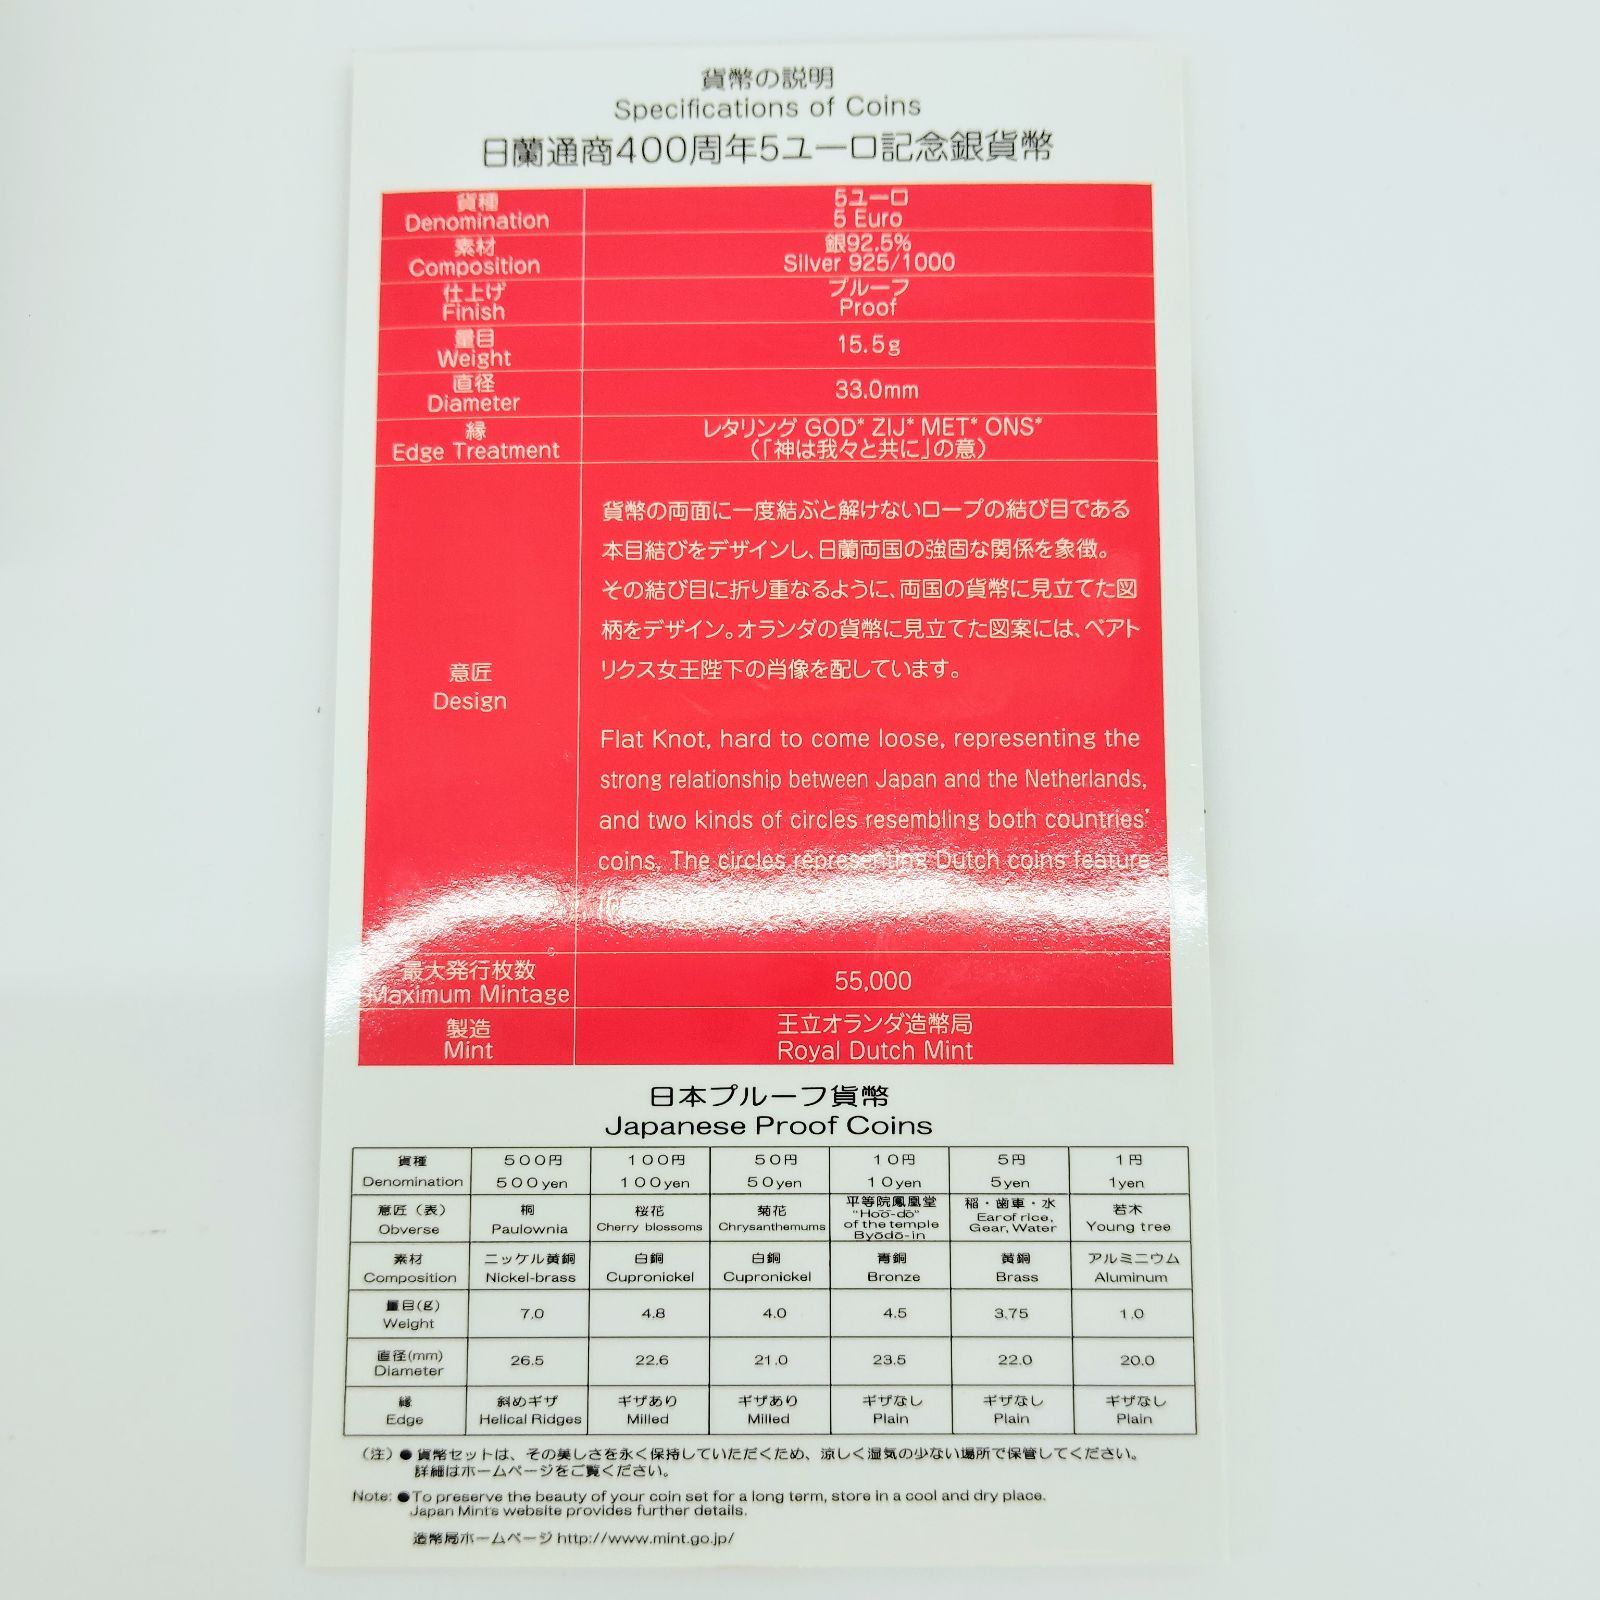 貨幣の説明
Specifications of Coins
日蘭通商400周年5ユーロ記念銀貨幣
貨種
Denomination
5ユーロ
5 Euro
素材
Composition
銀92.5%
Silver 925/1000
仕上げ
Finish
プルーフ
Proof
量目
Weight
15.5g
直径
Diameter
33.0mm
縁
Edge Treatment
レタリング GOD* ZIJ* MET* ONS*
(「神は我々と共に」の意)
意匠
Design
貨幣の両面に一度結ぶと解けないロープの結び目である
本目結びをデザインし、日蘭両国の強固な関係を象徴。
その結び目に折り重なるように、両国の貨幣に見立てた図
柄をデザイン。オランダの貨幣に見立てた図案には、ベアト
リクス女王陛下の肖像を配しています。
Flat Knot, hard to come loose, representing the
strong relationship between Japan and the Netherlands,
and two kinds of circles resembling both countries'
coins. The circles representing Dutch coins feature
最大発行枚数
Maximum Mintage
55,000
製造
Mint
王立オランダ造幣局
Royal Dutch Mint
日本プルーフ貨幣
Japanese Proof Coins
貨種 500円 100円 50円 10円 5円 1円
Denomination 500yen 100yen 50yen 10yen 5yen 1yen
意匠(表)
Obverse
桐
Paulownia
桜花
Cherry blossoms
菊花
Chrysanthemums
平等院鳳凰堂
"Hoō-dō"
of the temple
Byōdō-in
稲・歯車・水
Ear of rice,
Gear, Water
若木
Young tree
素材 ニッケル黄銅 白銅 白銅 青銅 黄銅 アルミニウム
Composition Nickel-brass Cupronickel Cupronickel Bronze Brass Aluminum
量目(g)
Weight
7.0 4.8 4.0 4.5 3.75 1.0
直径(mm)
Diameter
26.5 22.6 21.0 23.5 22.0 20.0
縁 斜めギザ ギザあり ギザあり ギザなし ギザなし ギザなし
Edge Helical Ridges Milled Milled Plain Plain Plain
(注)●貨幣セットは、その美しさを永く保持していただくため、涼しく湿気の少ない場所で保管してください。
詳細はホームページをご覧ください。
Note: ●To preserve the beauty of your coin set for a long term, store in a cool and dry place.
Japan Mint's website provides further details.
造幣局ホームページ http://www.mint.go.jp/